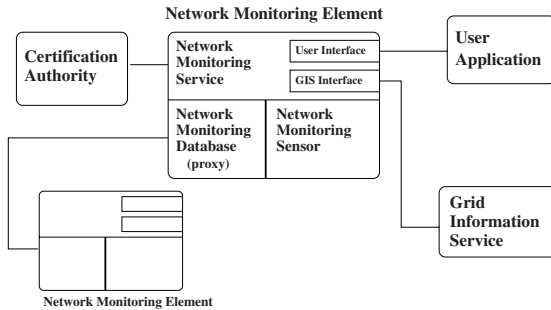 Network Monitoring Element
Certification
Authority
Network
Monitoring
Service
User Interface
GIS Interface
User
Application
Network
Monitoring
Database
(proxy)
Network
Monitoring
Sensor
Grid
Information
Service
Network Monitoring Element